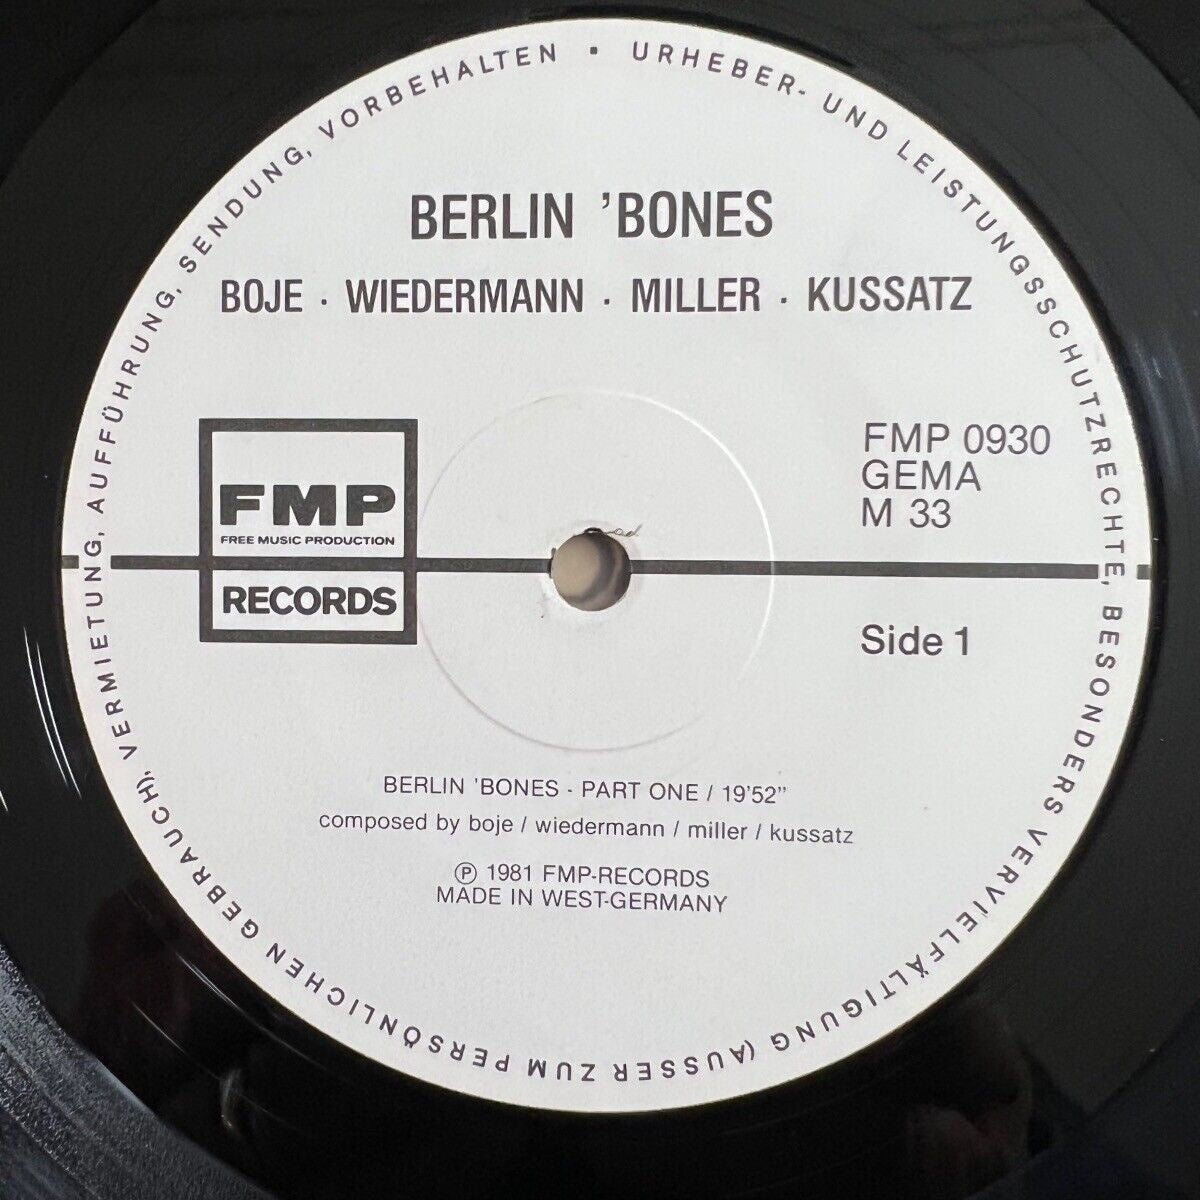 URHEBER- UND LEISTUNGSSCHUTZRECHTE, BESONDERS VERVIELFÄLTIGUNG (AUSSER ZUM PERSÖNLICHEN GEBRAUCH), VERMIETUNG, AUFFÜHRUNG, SENDUNG, VORBEHALTEN •
BERLIN 'BONES
BOJE · WIEDERMANN · MILLER · KUSSATZ
FMP
FREE MUSIC PRODUCTION
RECORDS
FMP 0930
GEMA
M 33
Side 1
BERLIN 'BONES - PART ONE / 19'52"
composed by boje / wiedermann / miller / kussatz
Ⓟ 1981 FMP-RECORDS
MADE IN WEST-GERMANY